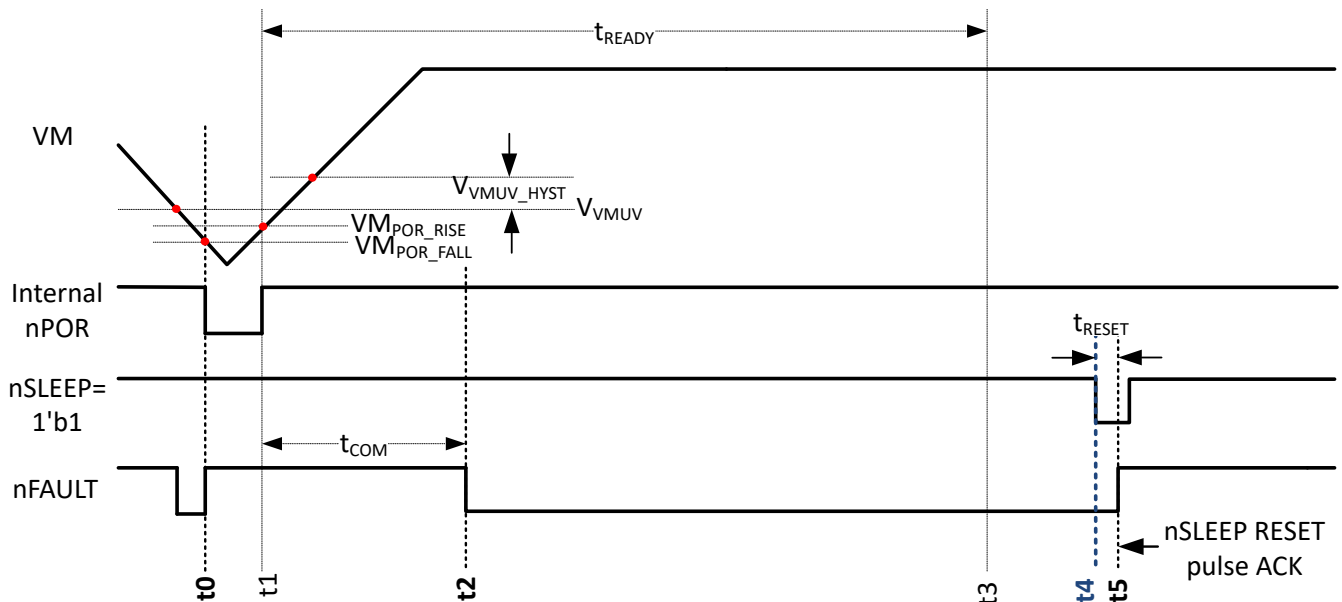 tREADY
VM
VVMUV_HYST
VVMUV
VMPOR_RISE
VMPOR_FALL
Internal
nPOR
tRESET
nSLEEP=
1'b1
tCOM
nFAULT
nSLEEP RESET
pulse ACK
t0
t1
t2
t3
t4
t5